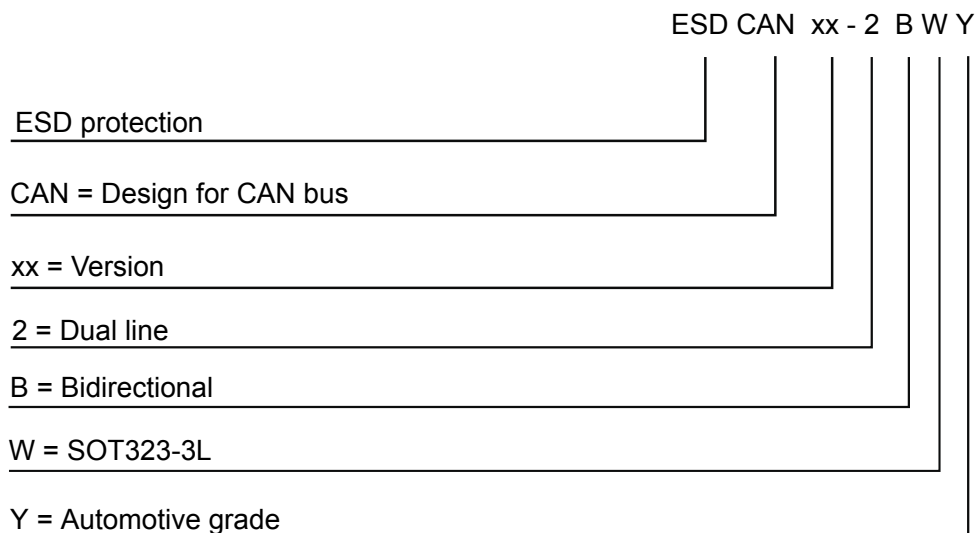 ESD CAN xx - 2 B W Y
ESD protection
CAN = Design for CAN bus
xx = Version
2 = Dual line
B = Bidirectional
W = SOT323-3L
Y = Automotive grade